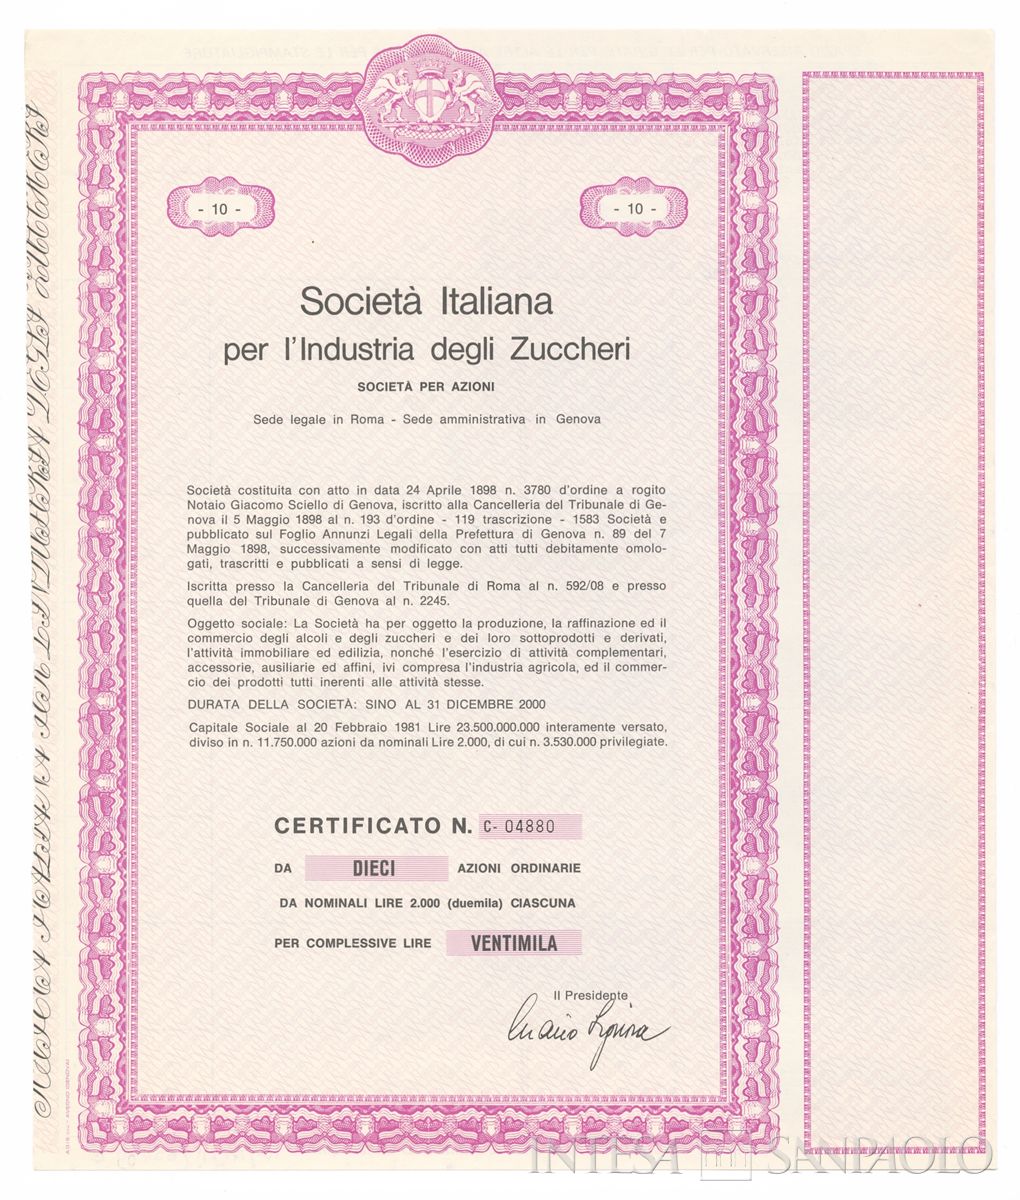 - 10 -
- 10 -
Società Italiana
per l'Industria degli Zuccheri
SOCIETÀ PER AZIONI
Sede legale in Roma - Sede amministrativa in Genova
Società costituita con atto in data 24 Aprile 1898 n. 3780 d'ordine a rogito
Notaio Giacomo Sciello di Genova, iscritto alla Cancelleria del Tribunale di Ge-
nova il 5 Maggio 1898 al n. 193 d'ordine - 119 trascrizione - 1583 Società e
pubblicato sul Foglio Annunzi Legali della Prefettura di Genova n. 89 del 7
Maggio 1898, successivamente modificato con atti tutti debitamente omolo-
gati, trascritti e pubblicati a sensi di legge.
Iscritta presso la Cancelleria del Tribunale di Roma al n. 592/08 e presso
quella del Tribunale di Genova al n. 2245.
Oggetto sociale: La Società ha per oggetto la produzione, la raffinazione ed il
commercio degli alcoli e degli zuccheri e dei loro sottoprodotti e derivati,
l'attività immobiliare ed edilizia, nonché l'esercizio di attività complementari,
accessorie, ausiliarie ed affini, ivi compresa l'industria agricola, ed il commer-
cio dei prodotti tutti inerenti alle attività stesse.
DURATA DELLA SOCIETÀ: SINO AL 31 DICEMBRE 2000
Capitale Sociale al 20 Febbraio 1981 Lire 23.500.000.000 interamente versato,
diviso in n. 11.750.000 azioni da nominali Lire 2.000, di cui n. 3.530.000 privilegiate.
CERTIFICATO N. C- 04880
DA DIECI AZIONI ORDINARIE
DA NOMINALI LIRE 2.000 (duemila) CIASCUNA
PER COMPLESSIVE LIRE VENTIMILA
Il Presidente
INTESA SANPAOLO